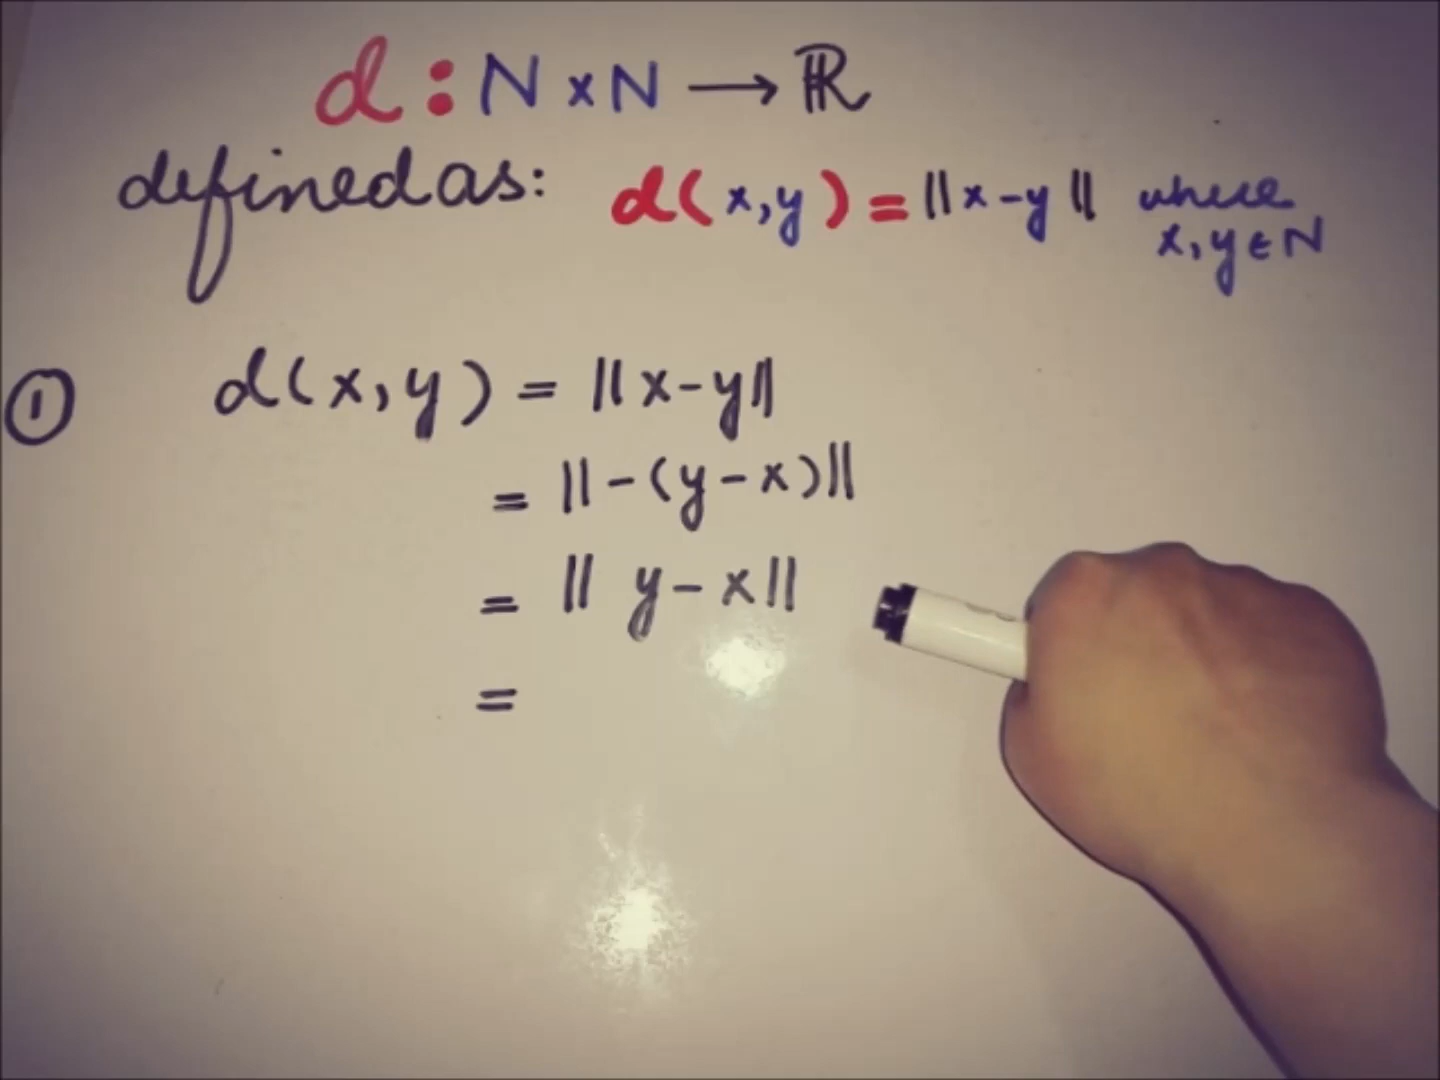 d : N × N → ℝ
defined as: d(x,y) = ||x-y|| where
x, y ∈ N
① d(x,y) = ||x-y||
= ||-(y-x)||
= || y-x||
=